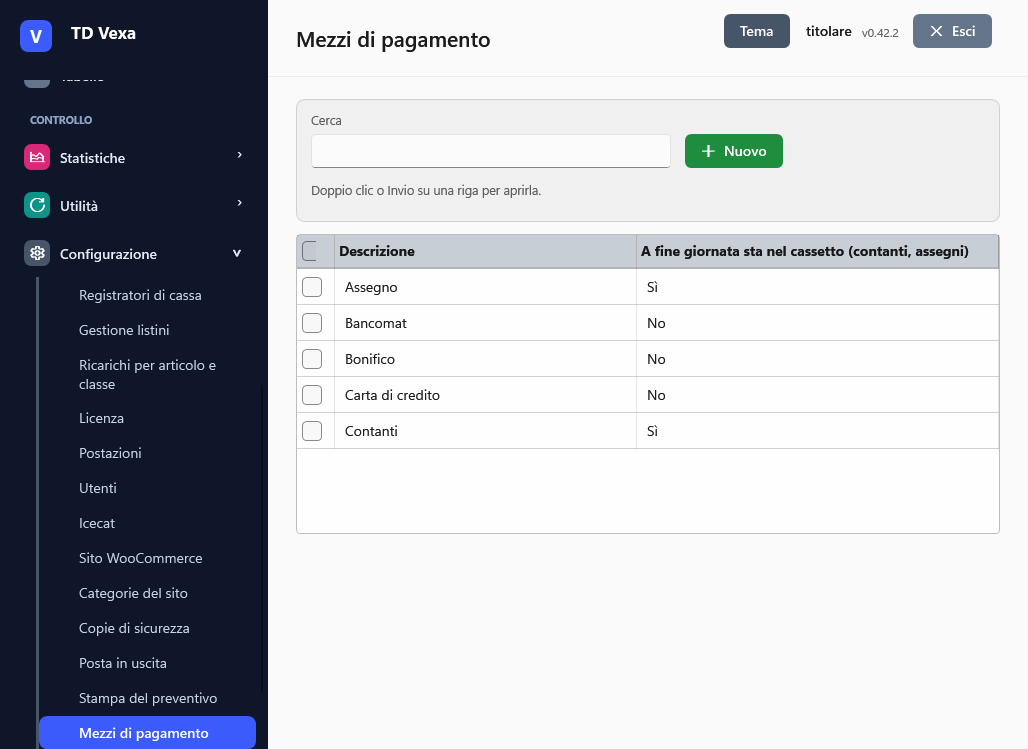 V TD Vexa
CONTROLLO
Statistiche
Utilità
Configurazione
Registratori di cassa
Gestione listini
Ricarichi per articolo e
classe
Licenza
Postazioni
Utenti
Icecat
Sito WooCommerce
Categorie del sito
Copie di sicurezza
Posta in uscita
Stampa del preventivo
Mezzi di pagamento
Mezzi di pagamento
Tema titolare v0.42.2 Esci
Cerca
Nuovo
Doppio clic o Invio su una riga per aprirla.
Descrizione A fine giornata sta nel cassetto (contanti, assegni)
Assegno Sì
Bancomat No
Bonifico No
Carta di credito No
Contanti Sì